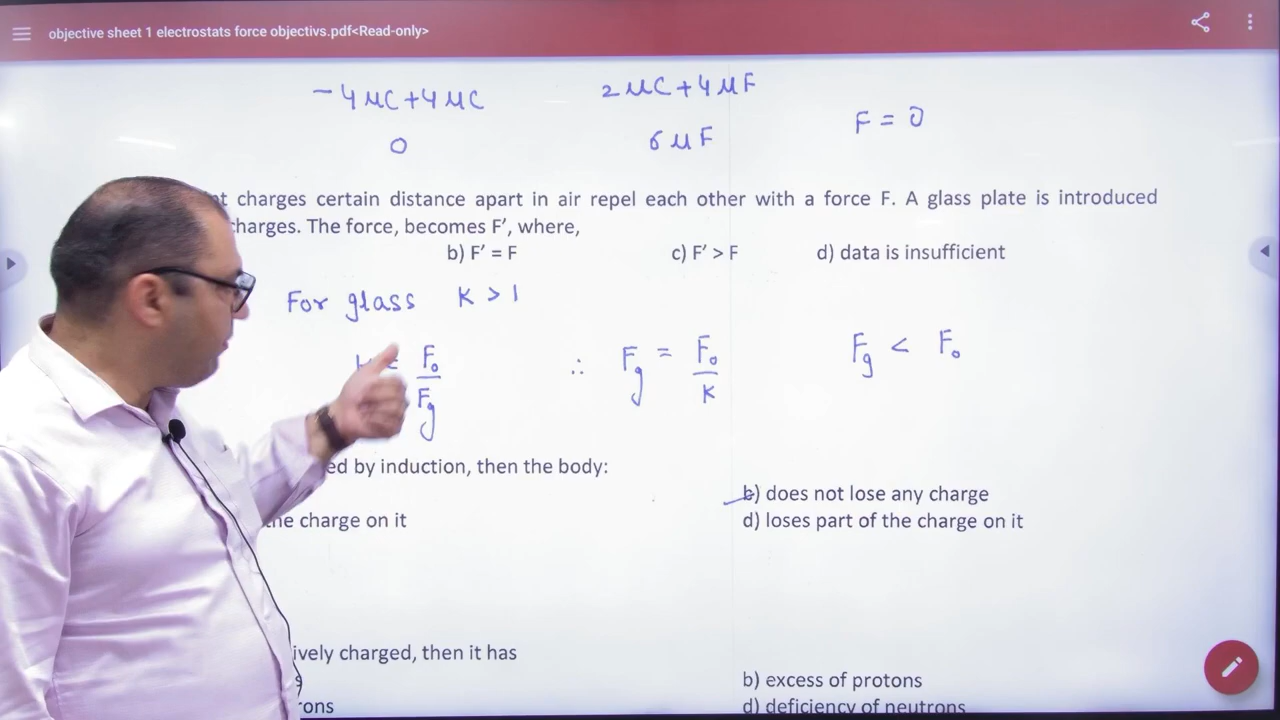 objective sheet 1 electrostats force objectivs.pdf<Read-only>
-4 μC+4 μC 2 μC+4 μF
0 6 μF F = 0
charges certain distance apart in air repel each other with a force F. A glass plate is introduced
charges. The force, becomes F′, where,
b) F′ = F c) F′ > F d) data is insufficient
For glass K > 1
= F₀/Fg ∴ Fg = F₀/K Fg < F₀
ed by induction, then the body:
b) does not lose any charge
the charge on it d) loses part of the charge on it
ively charged, then it has
b) excess of protons
rons d) deficiency of neutrons